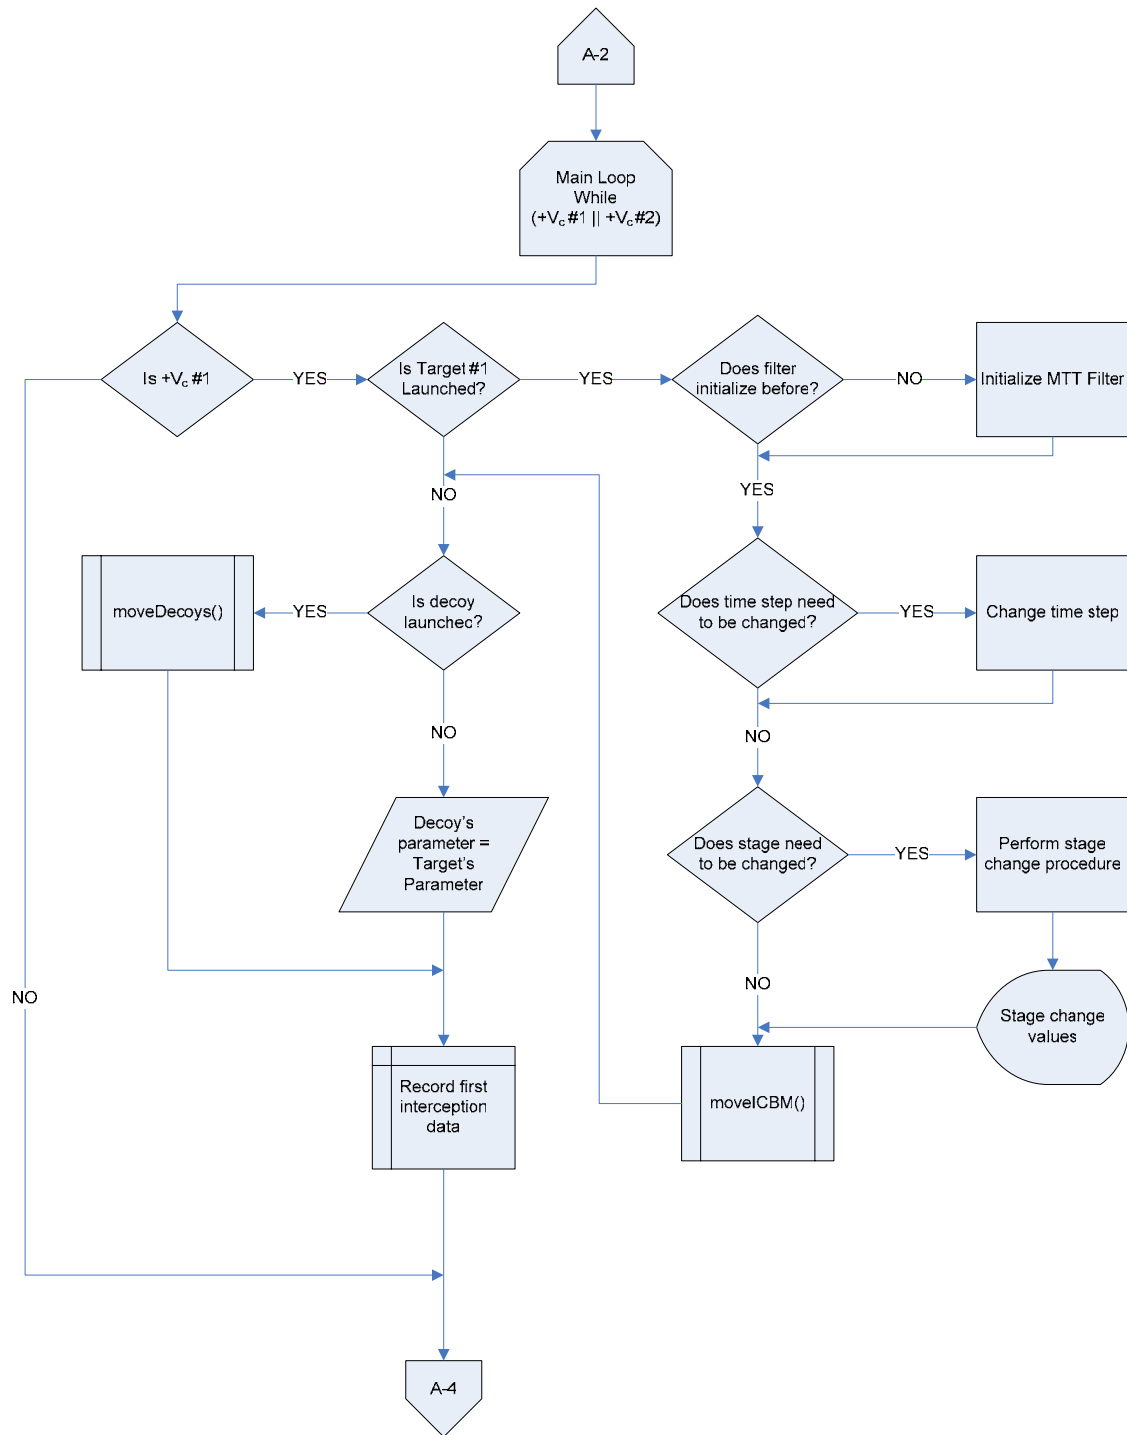 A-2
Main Loop
While
(+Vc #1 || +Vc #2)
Is +Vc #1
YES
Is Target #1
Launched?
YES
Does filter
initialize before?
NO
Initialize MTT Filter
NO
YES
moveDecoys()
YES
Is decoy
launched?
Does time step need
to be changed?
YES
Change time step
NO
NO
Decoy's
parameter =
Target's
Parameter
Does stage need
to be changed?
YES
Perform stage
change procedure
NO
NO
Stage change
values
Record first
interception
data
moveICBM()
A-4